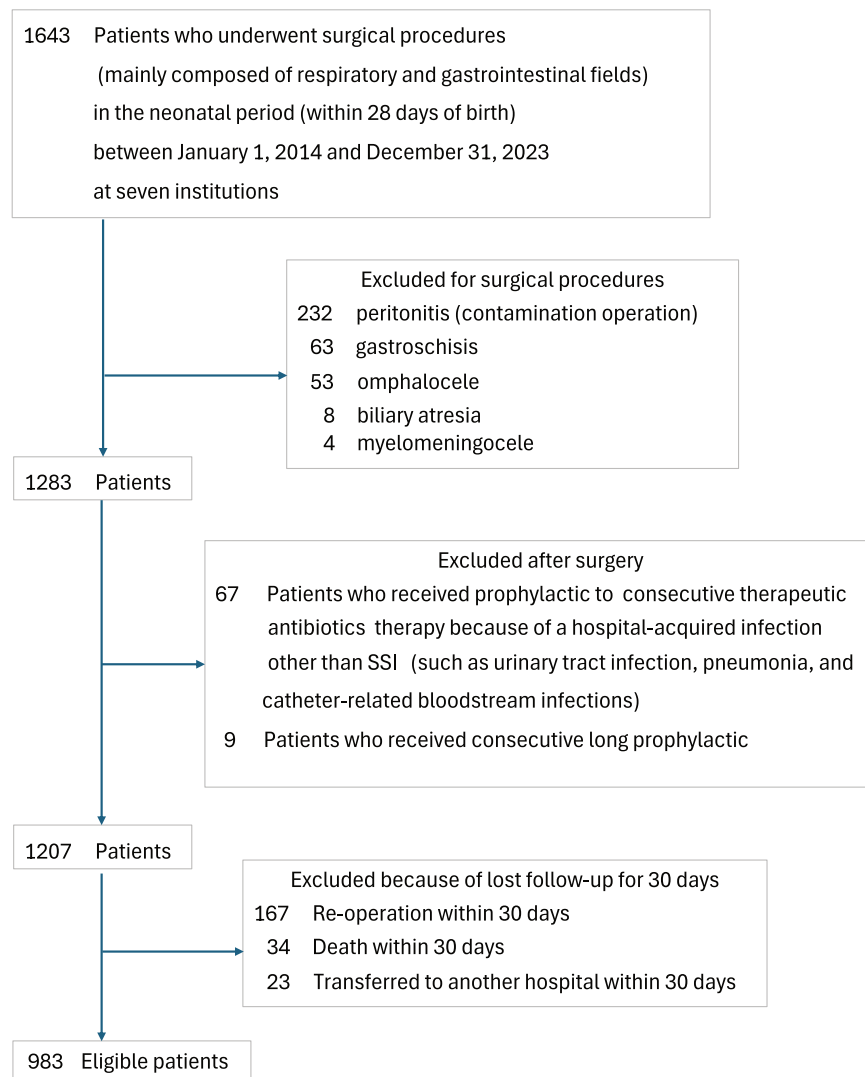 1643 Patients who underwent surgical procedures
(mainly composed of respiratory and gastrointestinal fields)
in the neonatal period (within 28 days of birth)
between January 1, 2014 and December 31, 2023
at seven institutions
Excluded for surgical procedures
232 peritonitis (contamination operation)
63 gastroschisis
53 omphalocele
8 biliary atresia
4 myelomeningocele
1283 Patients
Excluded after surgery
67 Patients who received prophylactic to consecutive therapeutic
antibiotics therapy because of a hospital-acquired infection
other than SSI (such as urinary tract infection, pneumonia, and
catheter-related bloodstream infections)
9 Patients who received consecutive long prophylactic
1207 Patients
Excluded because of lost follow-up for 30 days
167 Re-operation within 30 days
34 Death within 30 days
23 Transferred to another hospital within 30 days
983 Eligible patients